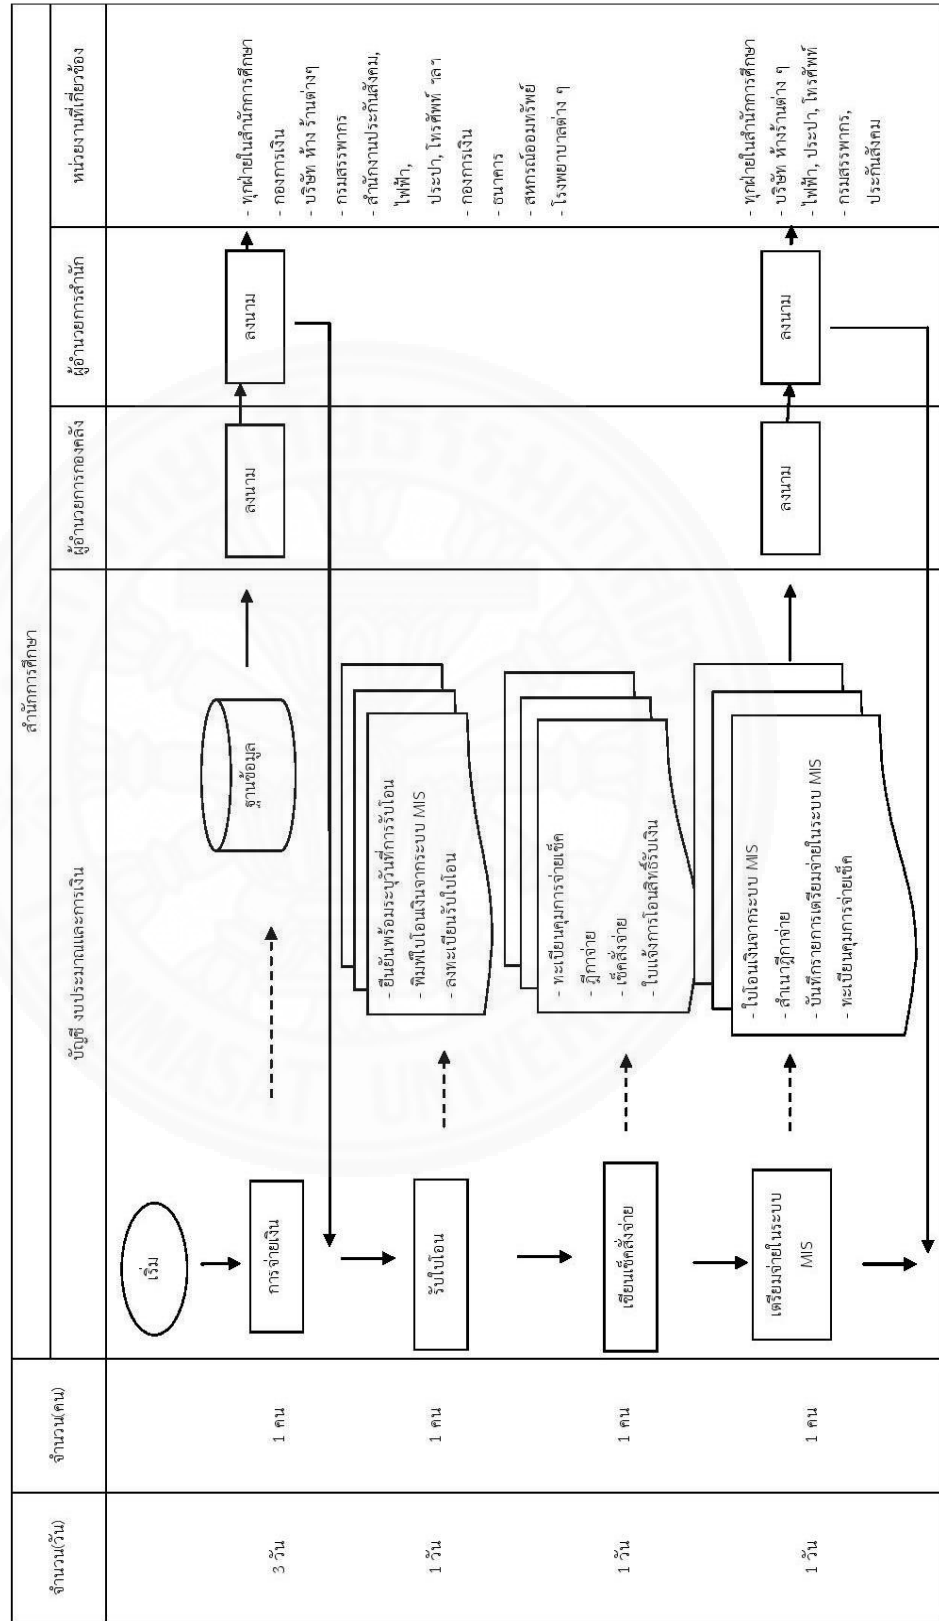 สำนักการศึกษา
จำนวน(วัน)
จำนวน(คน)
บัญชี งบประมาณและการเงิน
ผู้อำนวยการกองคลัง
ผู้อำนวยการสำนัก
หน่วยงานที่เกี่ยวข้อง
เริ่ม
3 วัน
1 คน
การจ่ายเงิน
ฐานข้อมูล
ลงนาม
ลงนาม
- ทุกฝ่ายในสำนักการศึกษา
- กองการเงิน
- บริษัท ห้าง ร้านต่างๆ
- กรมสรรพากร
- สำนักงานประกันสังคม,
ไฟฟ้า,
ประปา, โทรศัพท์ ฯลฯ
- กองการเงิน
- ธนาคาร
- สหกรณ์ออมทรัพย์
- โรงพยาบาลต่าง ๆ
1 วัน
1 คน
รับใบโอน
- ยืนยันพร้อมระบุวันที่การรับโอน
- พิมพ์ใบโอนเงินจากระบบ MIS
- ลงทะเบียนรับใบโอน
1 วัน
1 คน
เขียนเช็คสั่งจ่าย
- ทะเบียนคุมการจ่ายเช็ค
- ฎีกาจ่าย
- เช็คสั่งจ่าย
- ใบแจ้งการโอนสิทธิ์รับเงิน
1 วัน
1 คน
เตรียมจ่ายในระบบ
MIS
- ใบโอนเงินจากระบบ MIS
- สำเนาฎีกาจ่าย
- บันทึกรายการเตรียมจ่ายในระบบ MIS
- ทะเบียนคุมการจ่ายเช็ค
ลงนาม
ลงนาม
- ทุกฝ่ายในสำนักการศึกษา
- บริษัท ห้างร้านต่าง ๆ
- ไฟฟ้า, ประปา, โทรศัพท์
- กรมสรรพากร,
ประกันสังคม